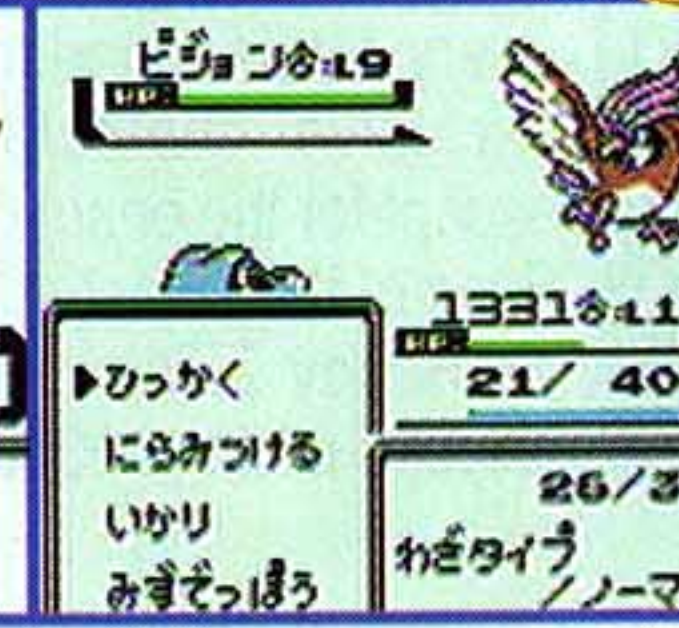 ピジョン♂:L9
HP:
1331♂:L1
HP:
21/ 40
▶ひっかく
にらみつける
いかり
みずでっぽう
26/3
わざタイプ
/ノーマ